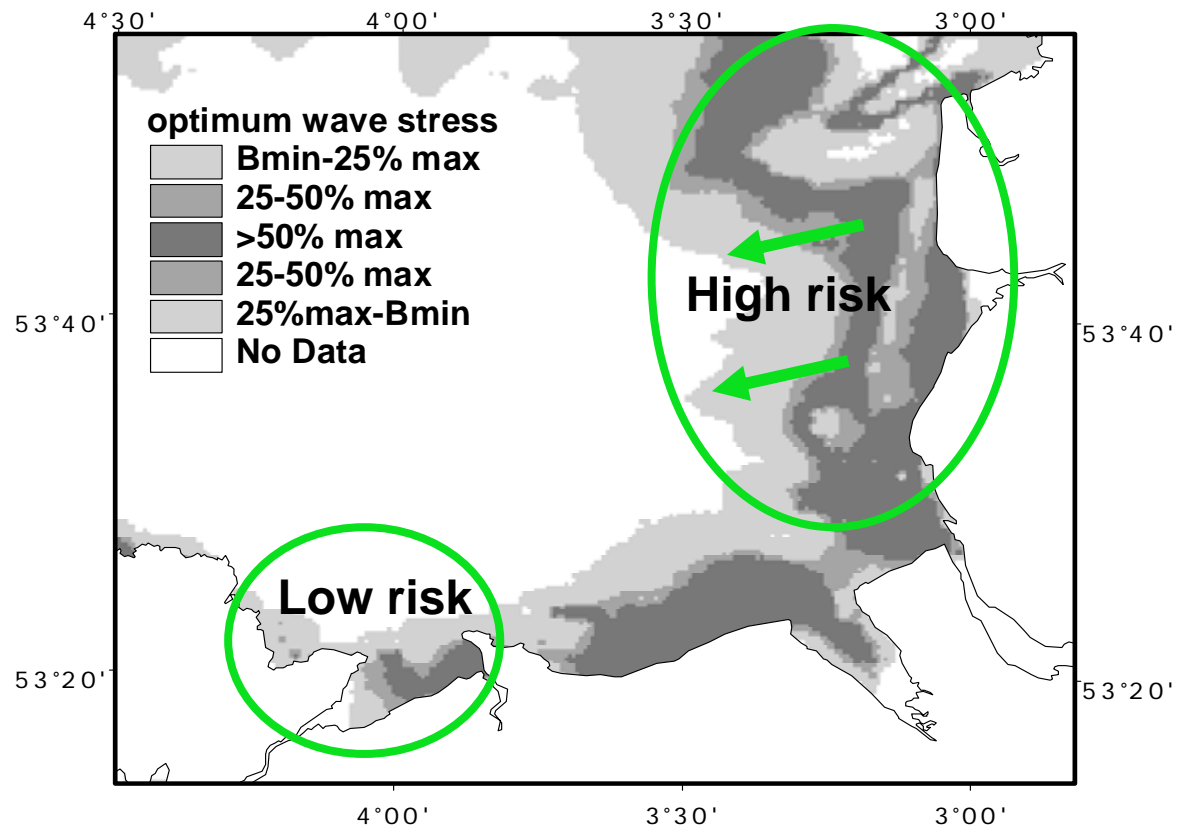 4°30' 4°00' 3°30' 3°00'
optimum wave stress
Bmin-25% max
25-50% max
>50% max
25-50% max
25%max-Bmin
No Data
High risk
53°40' 53°40'
Low risk
53°20' 53°20'
4°00' 3°30' 3°00'